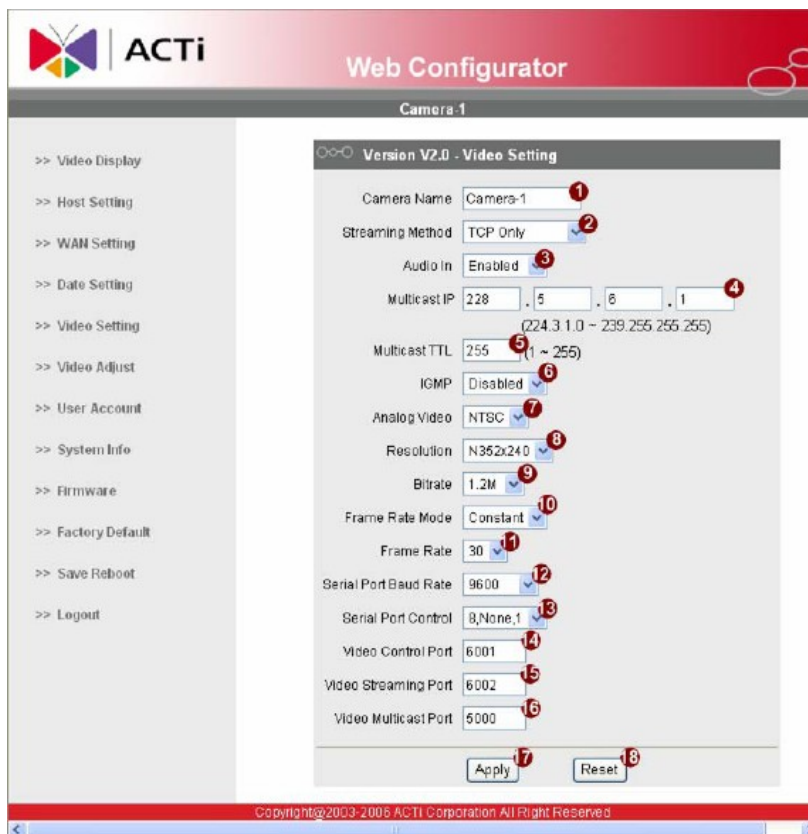 ACTi
Web Configurator
Camera-1
>> Video Display
>> Host Setting
>> WAN Setting
>> Date Setting
>> Video Setting
>> Video Adjust
>> User Account
>> System Info
>> Firmware
>> Factory Default
>> Save Reboot
>> Logout
Version V2.0 - Video Setting
Camera Name Camera-1 1
Streaming Method TCP Only 2
Audio In Enabled 3
Multicast IP 228 . 5 . 6 . 1 4
(224.3.1.0 ~ 239.255.255.255)
Multicast TTL 255 5 (1 ~ 255)
IGMP Disabled 6
Analog Video NTSC 7
Resolution N352x240 8
Bitrate 1.2M 9
Frame Rate Mode Constant 10
Frame Rate 30 11
Serial Port Baud Rate 9600 12
Serial Port Control 8,None,1 13
Video Control Port 6001 14
Video Streaming Port 6002 15
Video Multicast Port 5000 16
Apply 17 Reset 18
Copyright@2003-2006 ACTi Corporation All Right Reserved